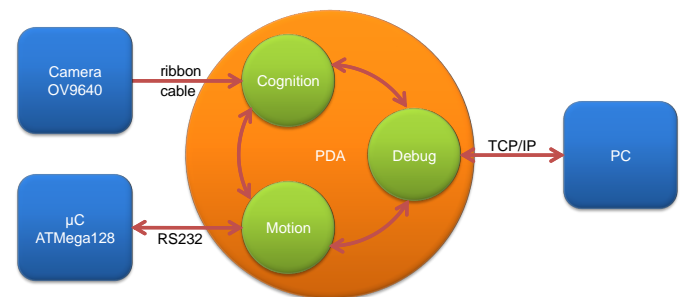 Camera
OV9640
ribbon
cable
Cognition
PDA
Debug
TCP/IP
PC
µC
ATMega128
RS232
Motion